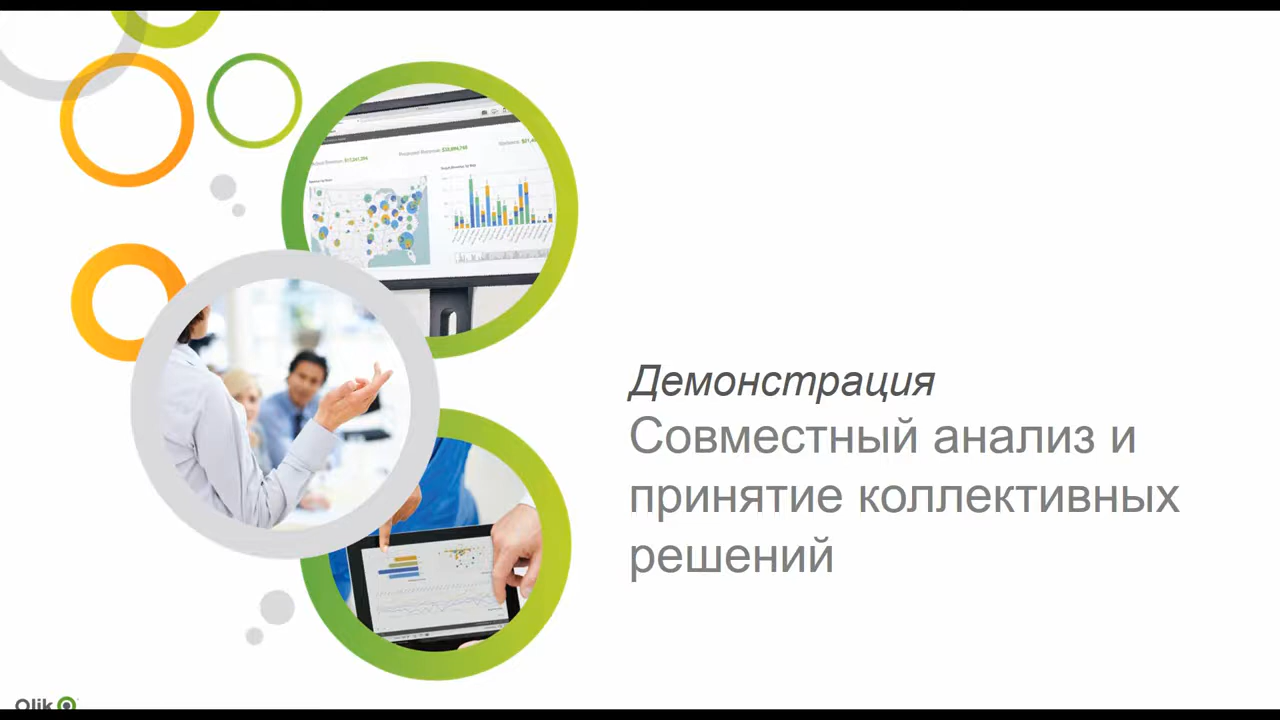 Демонстрация
Совместный анализ и
принятие коллективных
решений
Qlik